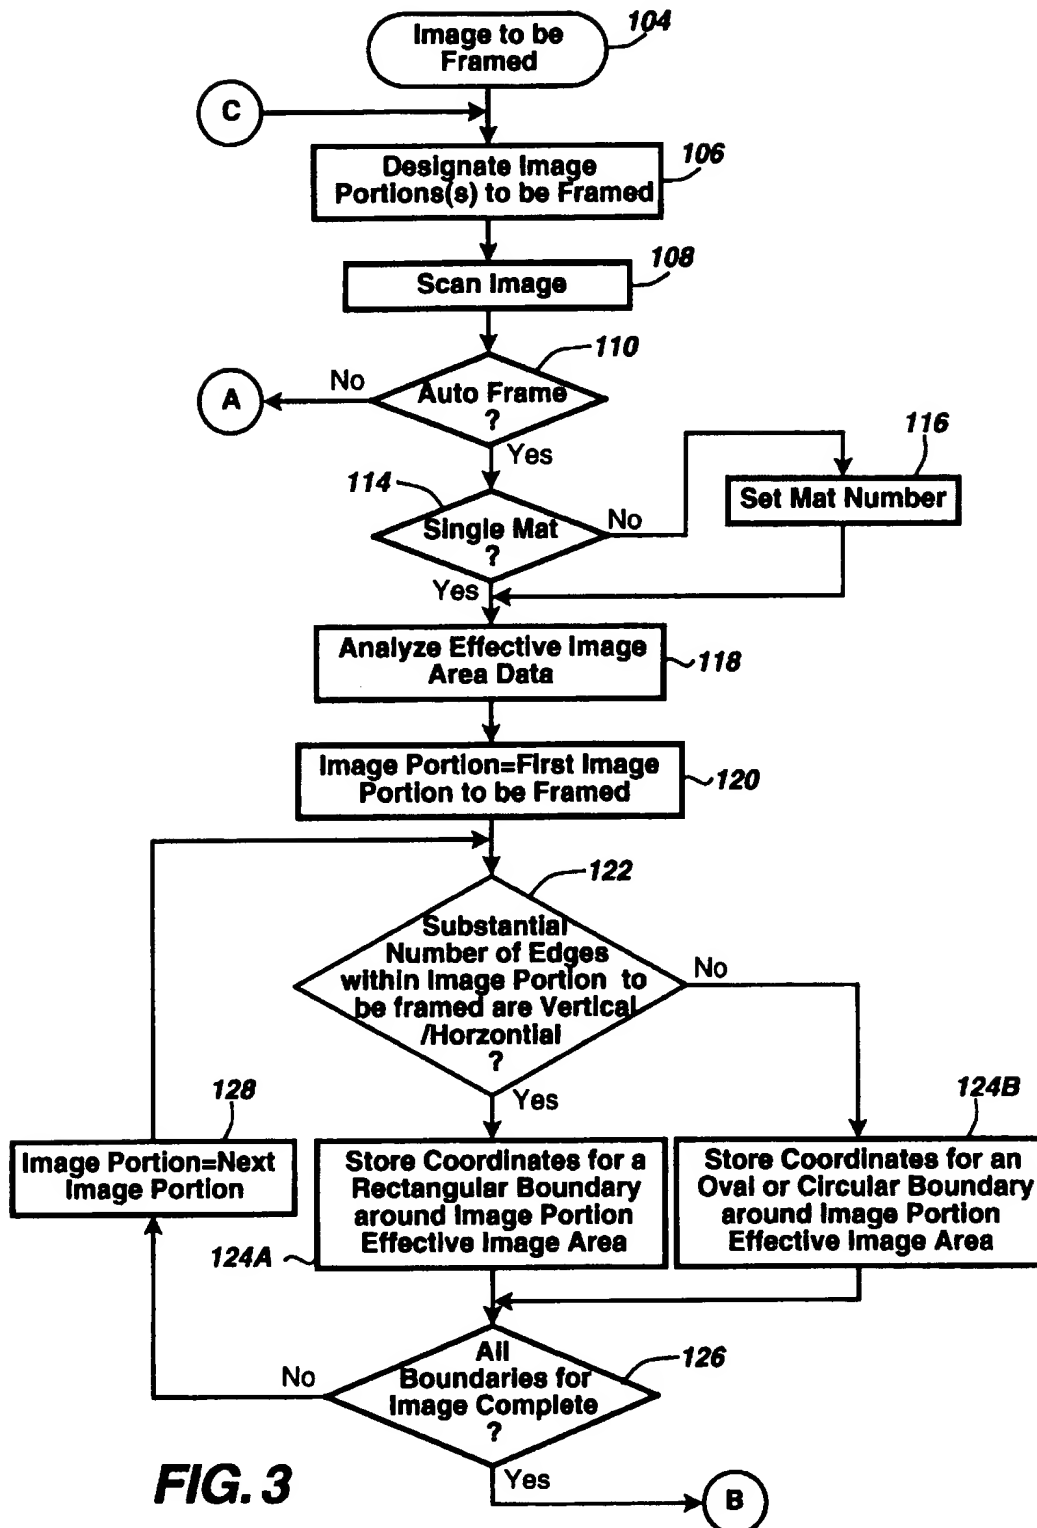 Image to be
Framed
104
C
Designate Image
Portions(s) to be Framed
106
Scan Image
108
110
Auto Frame
?
No
A
Yes
116
114
Single Mat
?
No
Set Mat Number
Yes
Analyze Effective Image
Area Data
118
Image Portion=First Image
Portion to be Framed
120
122
Substantial
Number of Edges
within Image Portion to
be framed are Vertical
/Horzontial
?
No
Yes
128
Image Portion=Next
Image Portion
Store Coordinates for a
Rectangular Boundary
around Image Portion
Effective Image Area
124A
124B
Store Coordinates for an
Oval or Circular Boundary
around Image Portion
Effective Image Area
All
Boundaries for
Image Complete
?
126
No
Yes
B
FIG. 3